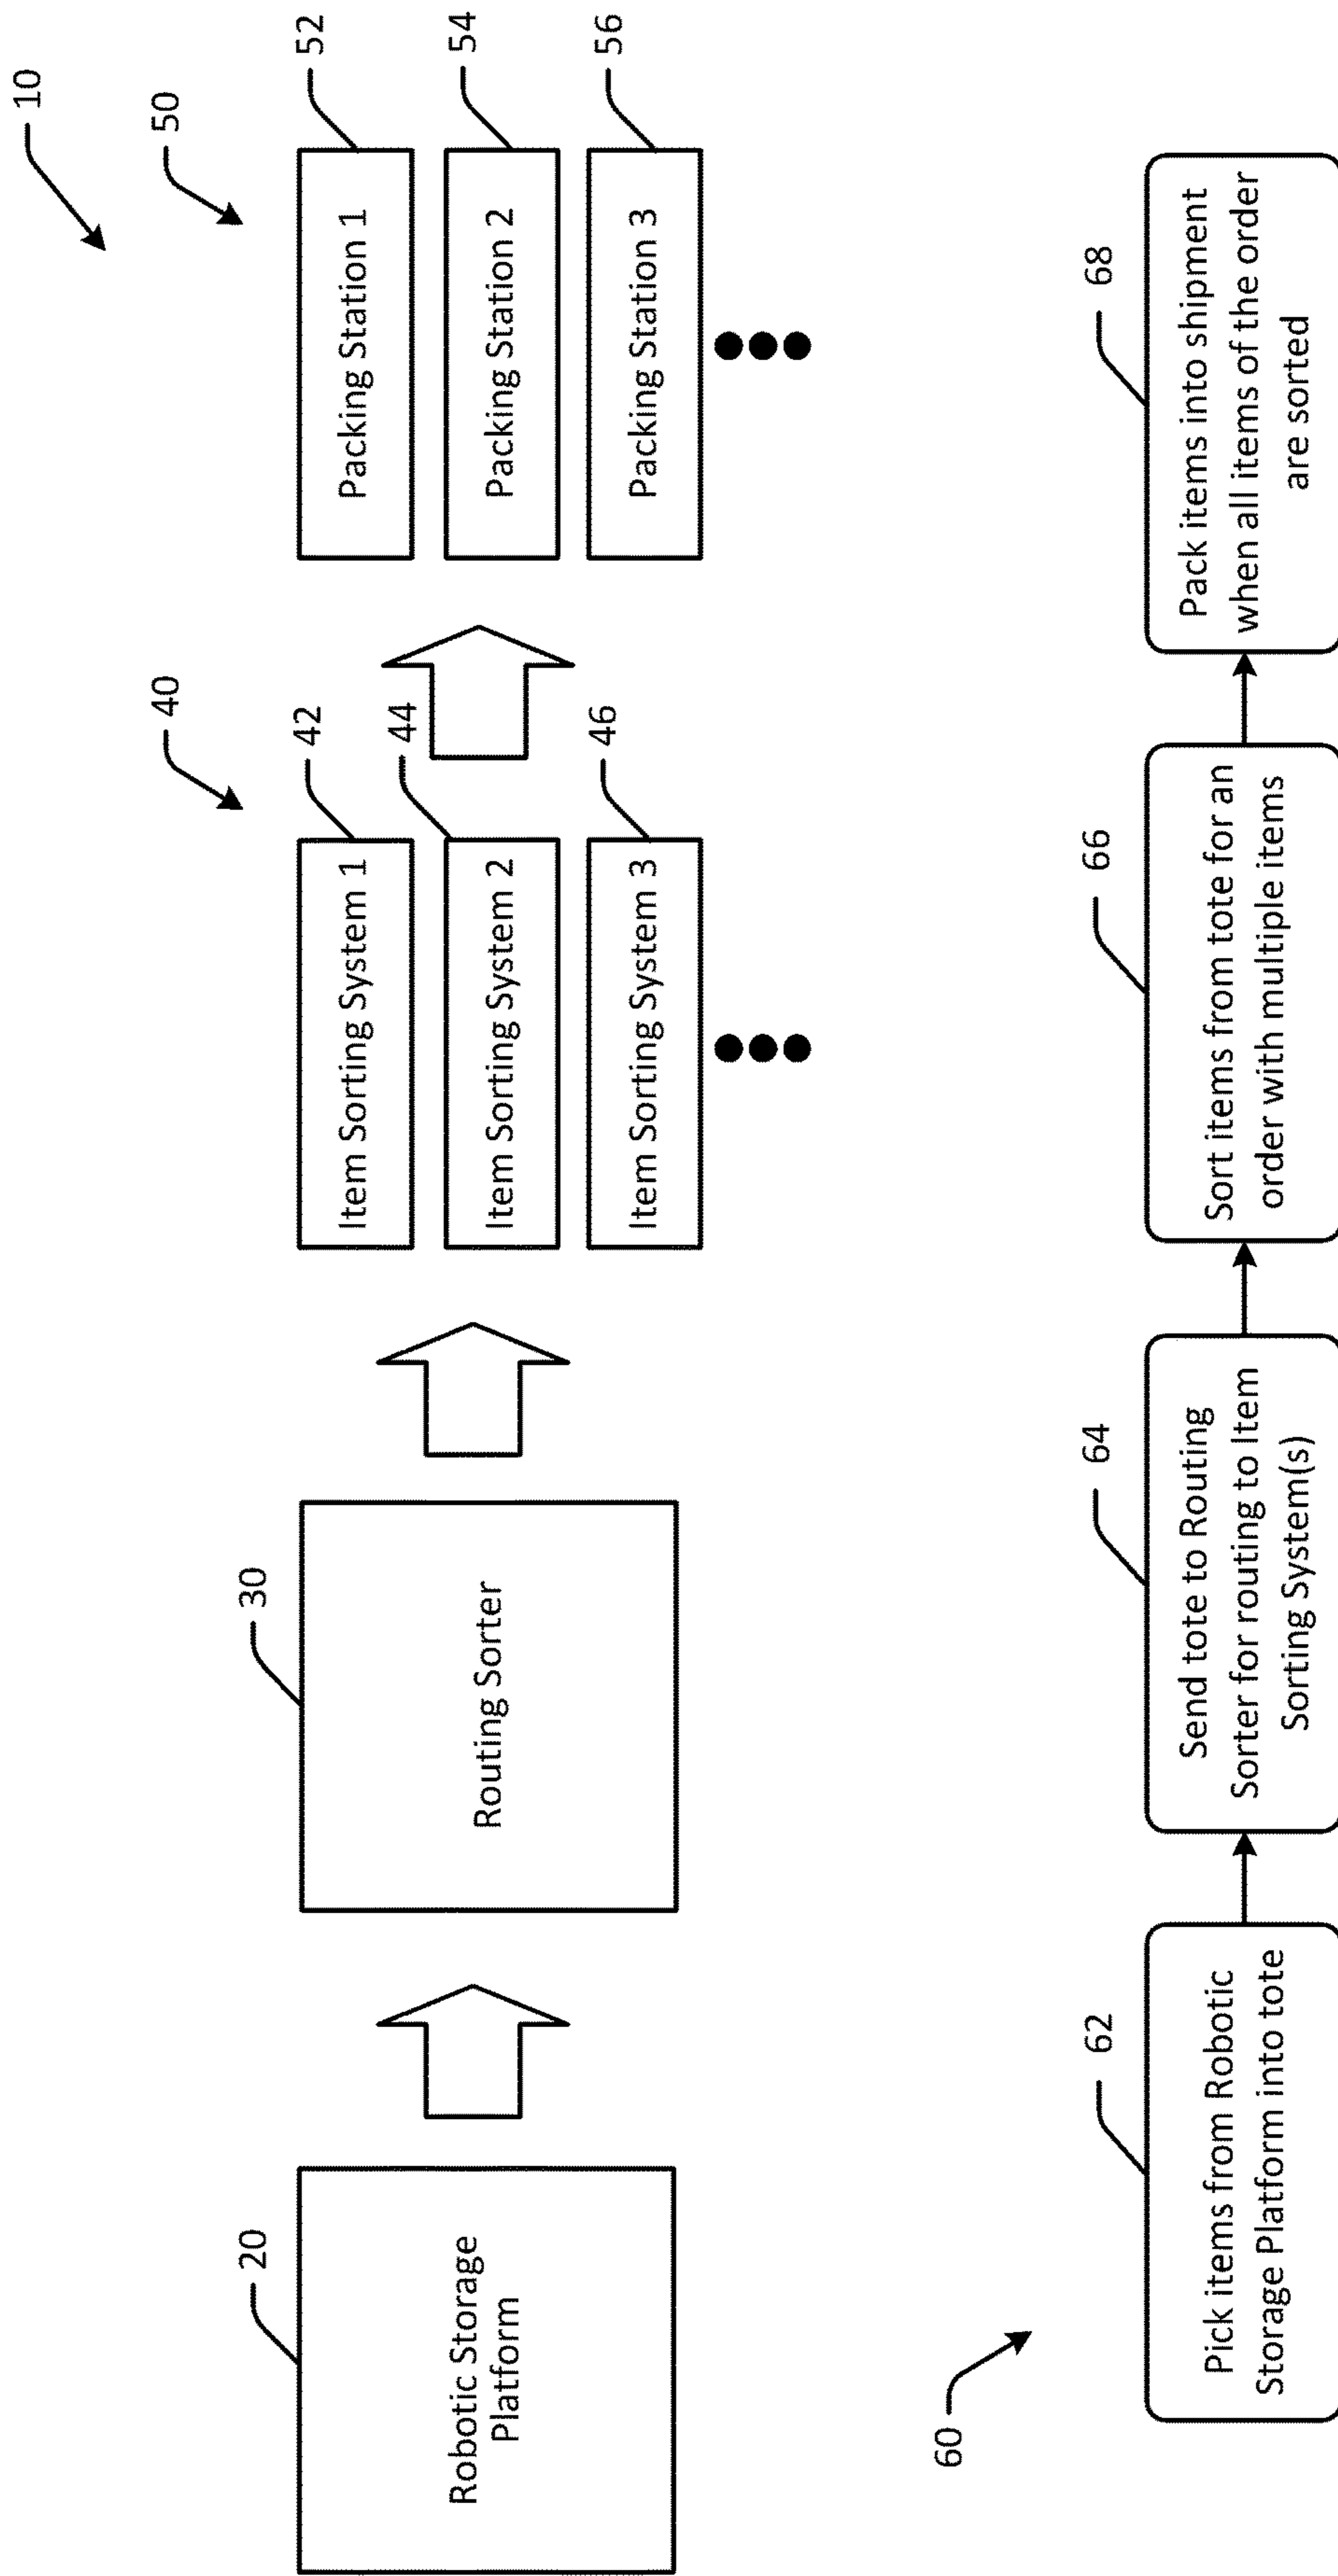 10
20
Robotic Storage
Platform
30
Routing Sorter
40
42
Item Sorting System 1
44
Item Sorting System 2
46
Item Sorting System 3
50
52
Packing Station 1
54
Packing Station 2
56
Packing Station 3
60
62
Pick items from Robotic
Storage Platform into tote
64
Send tote to Routing
Sorter for routing to Item
Sorting System(s)
66
Sort items from tote for an
order with multiple items
68
Pack items into shipment
when all items of the order
are sorted